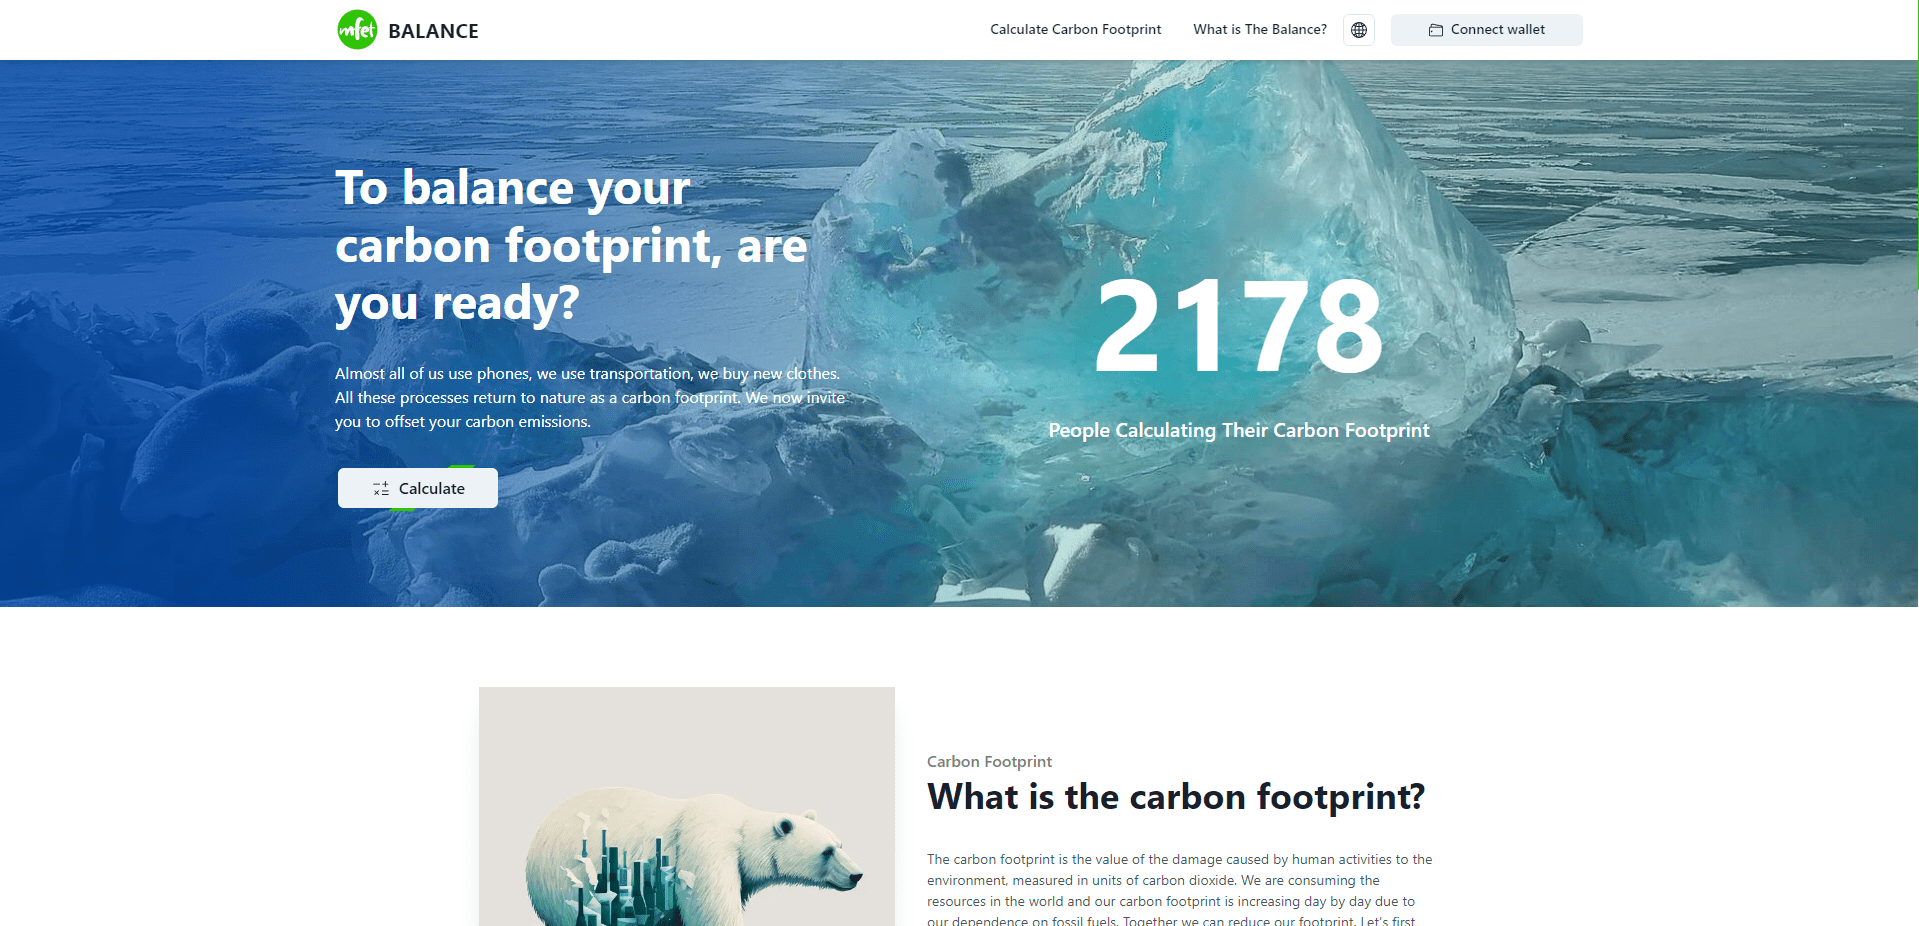 mfet BALANCE
Calculate Carbon Footprint
What is The Balance?
Connect wallet
To balance your
carbon footprint, are
you ready?
Almost all of us use phones, we use transportation, we buy new clothes.
All these processes return to nature as a carbon footprint. We now invite
you to offset your carbon emissions.
Calculate
2178
People Calculating Their Carbon Footprint
Carbon Footprint
What is the carbon footprint?
The carbon footprint is the value of the damage caused by human activities to the
environment, measured in units of carbon dioxide. We are consuming the
resources in the world and our carbon footprint is increasing day by day due to
our dependence on fossil fuels. Together we can reduce our footprint. Let's first